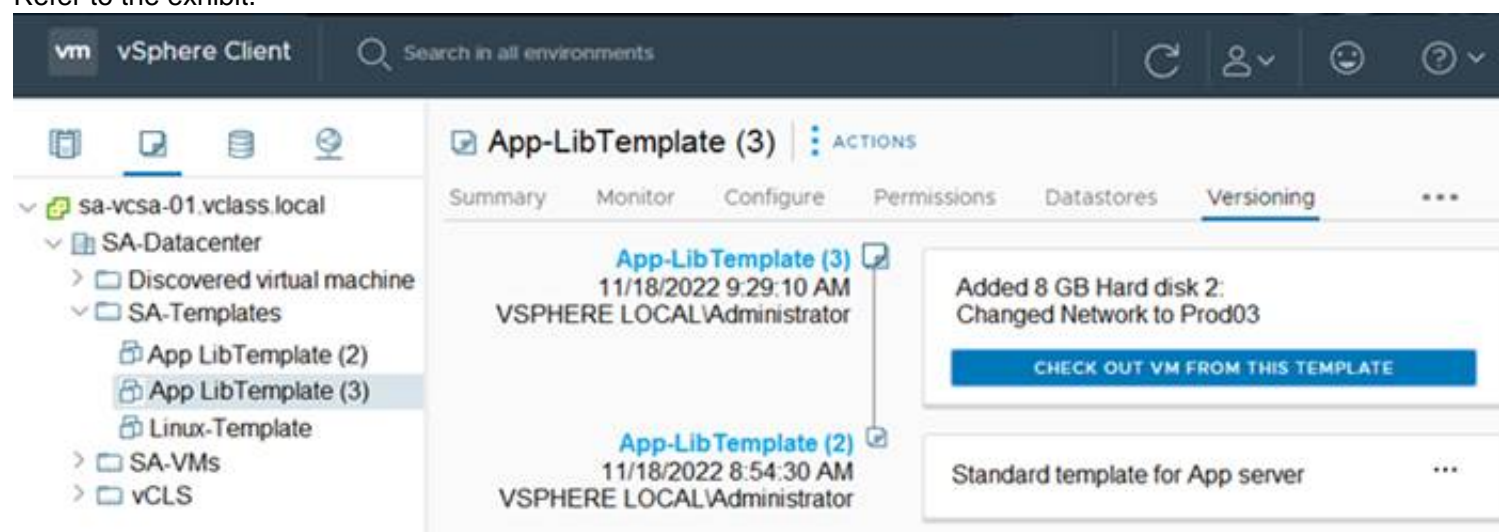 Refer to the exhibit.
vm vSphere Client Search in all environments
App-LibTemplate (3) ACTIONS
Summary Monitor Configure Permissions Datastores Versioning ...
sa-vcsa-01.vclass.local
SA-Datacenter
Discovered virtual machine
SA-Templates
App LibTemplate (2)
App LibTemplate (3)
Linux-Template
SA-VMs
vCLS
App-LibTemplate (3)
11/18/2022 9:29:10 AM
VSPHERE LOCAL\Administrator
Added 8 GB Hard disk 2:
Changed Network to Prod03
CHECK OUT VM FROM THIS TEMPLATE
App-LibTemplate (2)
11/18/2022 8:54:30 AM
VSPHERE LOCAL\Administrator
Standard template for App server ...